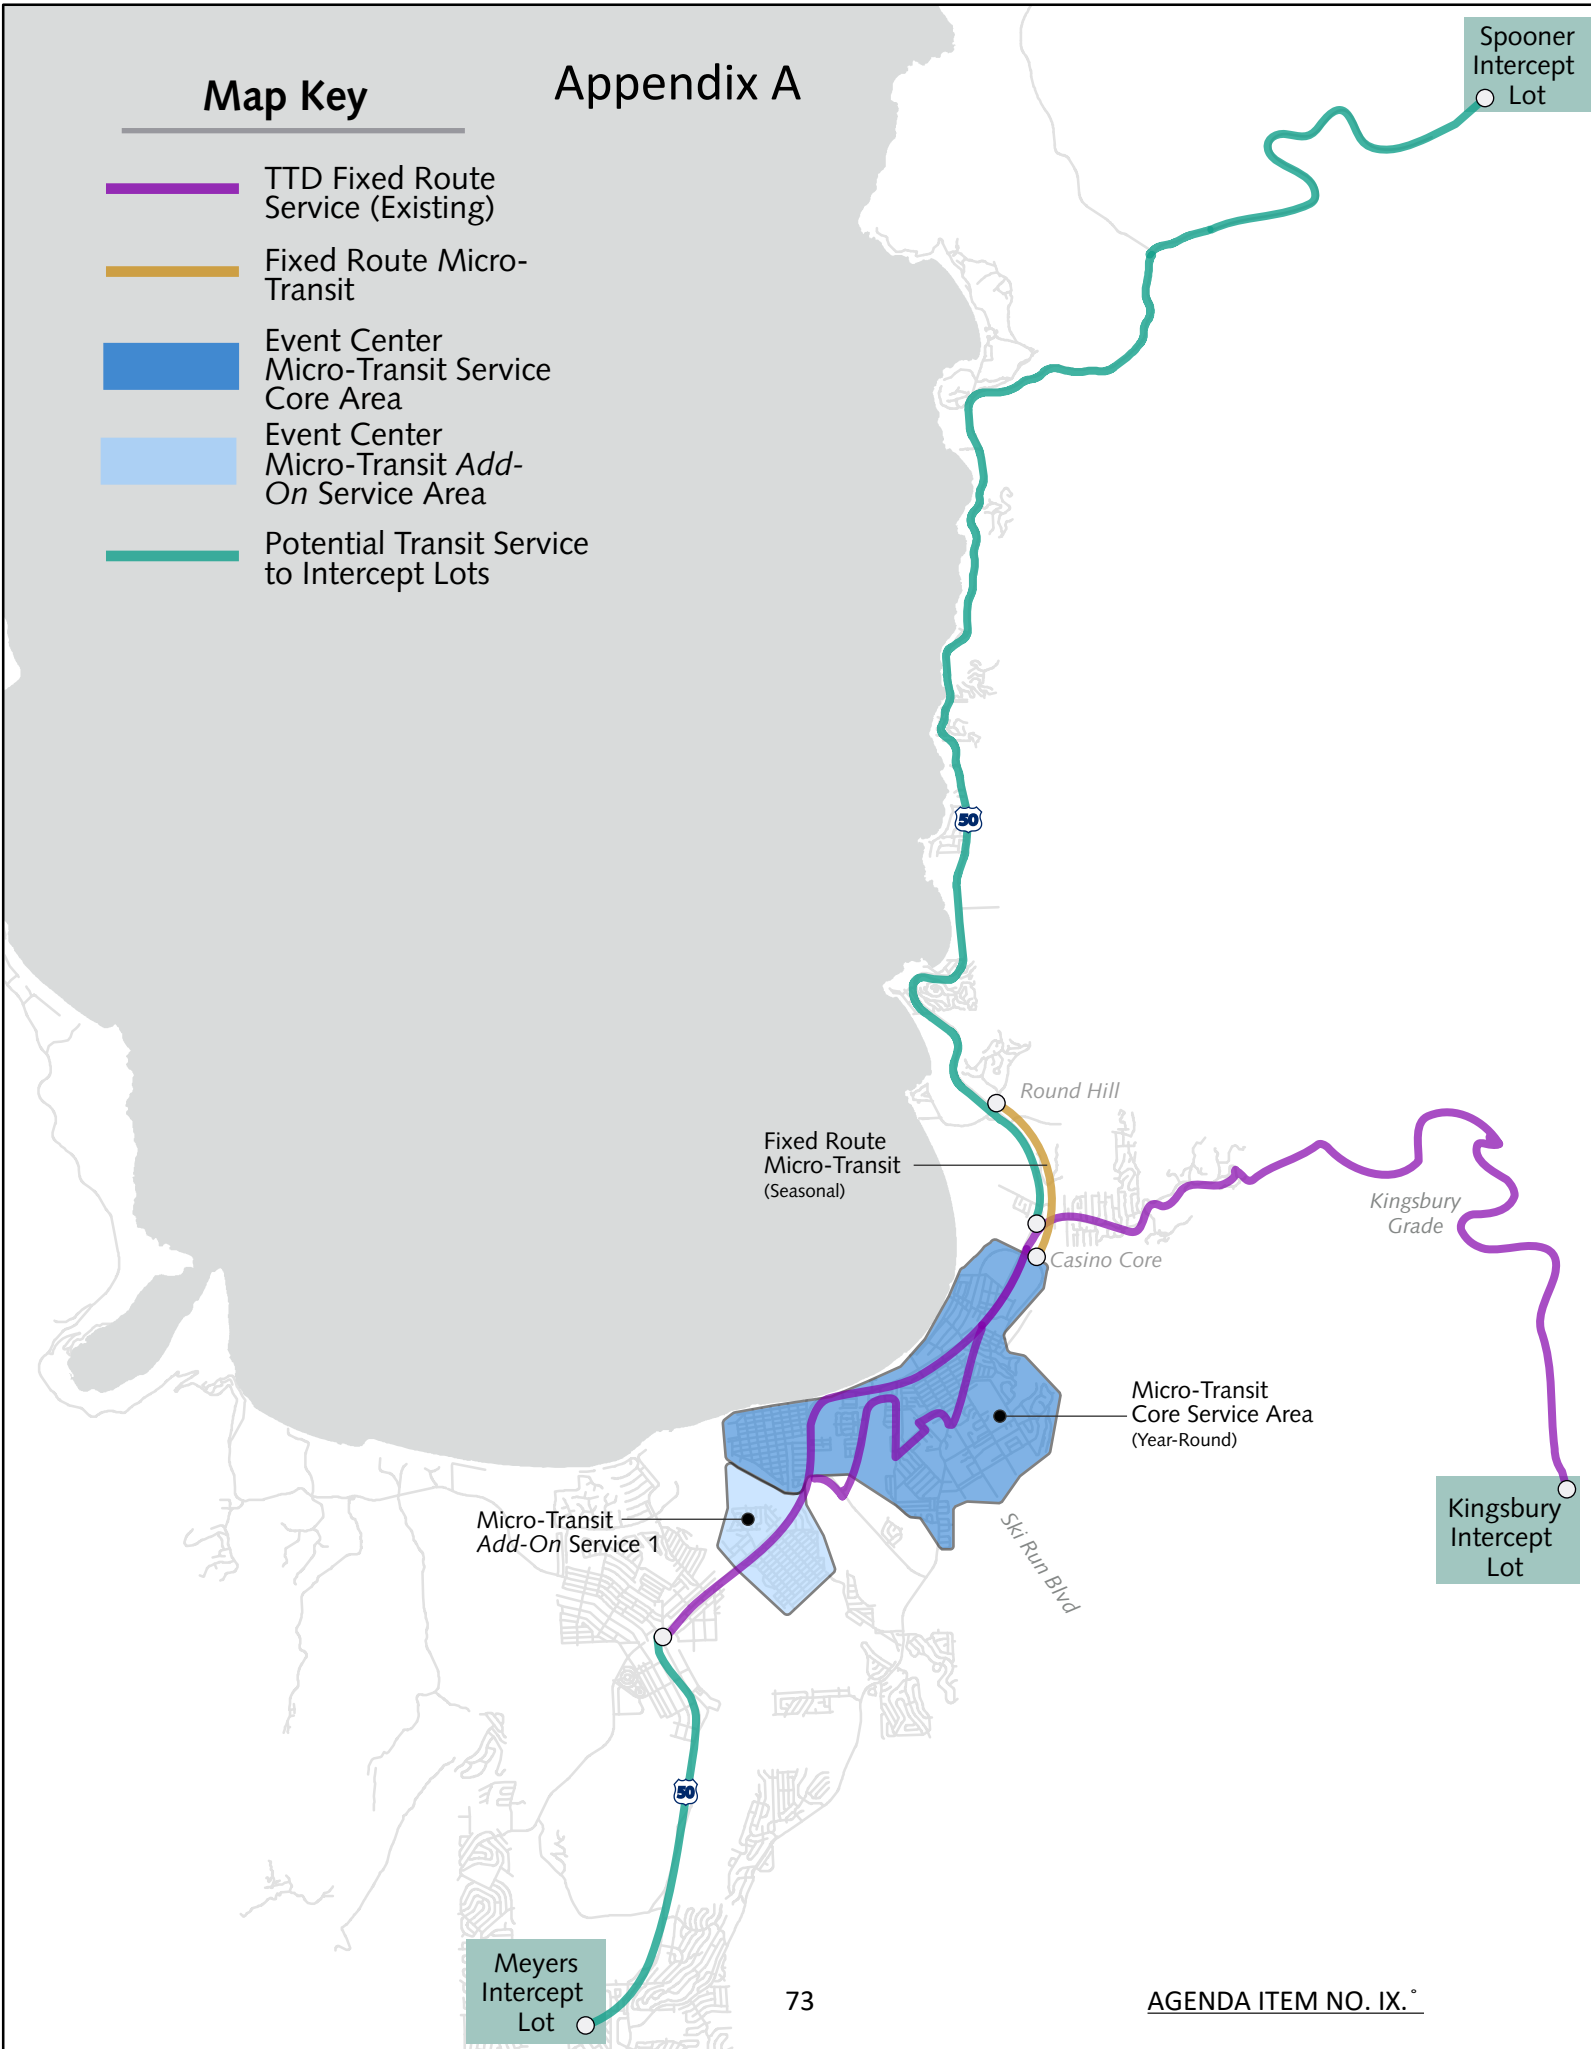 Appendix A
Map Key
TTD Fixed Route
Service (Existing)
Fixed Route Micro-
Transit
Event Center
Micro-Transit Service
Core Area
Event Center
Micro-Transit Add-
On Service Area
Potential Transit Service
to Intercept Lots
Spooner
Intercept
Lot
50
Round Hill
Fixed Route
Micro-Transit
(Seasonal)
Kingsbury
Grade
Casino Core
Micro-Transit
Core Service Area
(Year-Round)
Micro-Transit
Add-On Service 1
Ski Run Blvd
Kingsbury
Intercept
Lot
50
Meyers
Intercept
Lot
73
AGENDA ITEM NO. IX.°